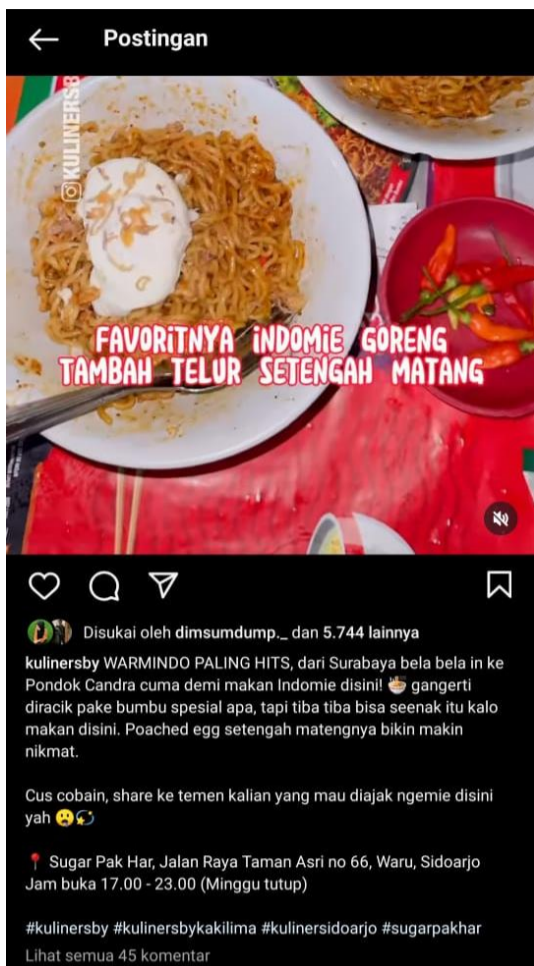 Postingan
KULINERSB
FAVORITNYA INDOMIE GORENG
TAMBAH TELUR SETENGAH MATANG
Disukai oleh dimsumdump._ dan 5.744 lainnya
kulinersby WARMINDO PALING HITS, dari Surabaya bela bela in ke
Pondok Candra cuma demi makan Indomie disini! 🍜 gangerti
diracik pake bumbu spesial apa, tapi tiba tiba bisa seenak itu kalo
makan disini. Poached egg setengah matengnya bikin makin
nikmat.
Cus cobain, share ke temen kalian yang mau diajak ngemie disini
yah 😮💫
📍 Sugar Pak Har, Jalan Raya Taman Asri no 66, Waru, Sidoarjo
Jam buka 17.00 - 23.00 (Minggu tutup)
#kulinersby #kulinersbykakilima #kulinersidoarjo #sugarpakhar
Lihat semua 45 komentar